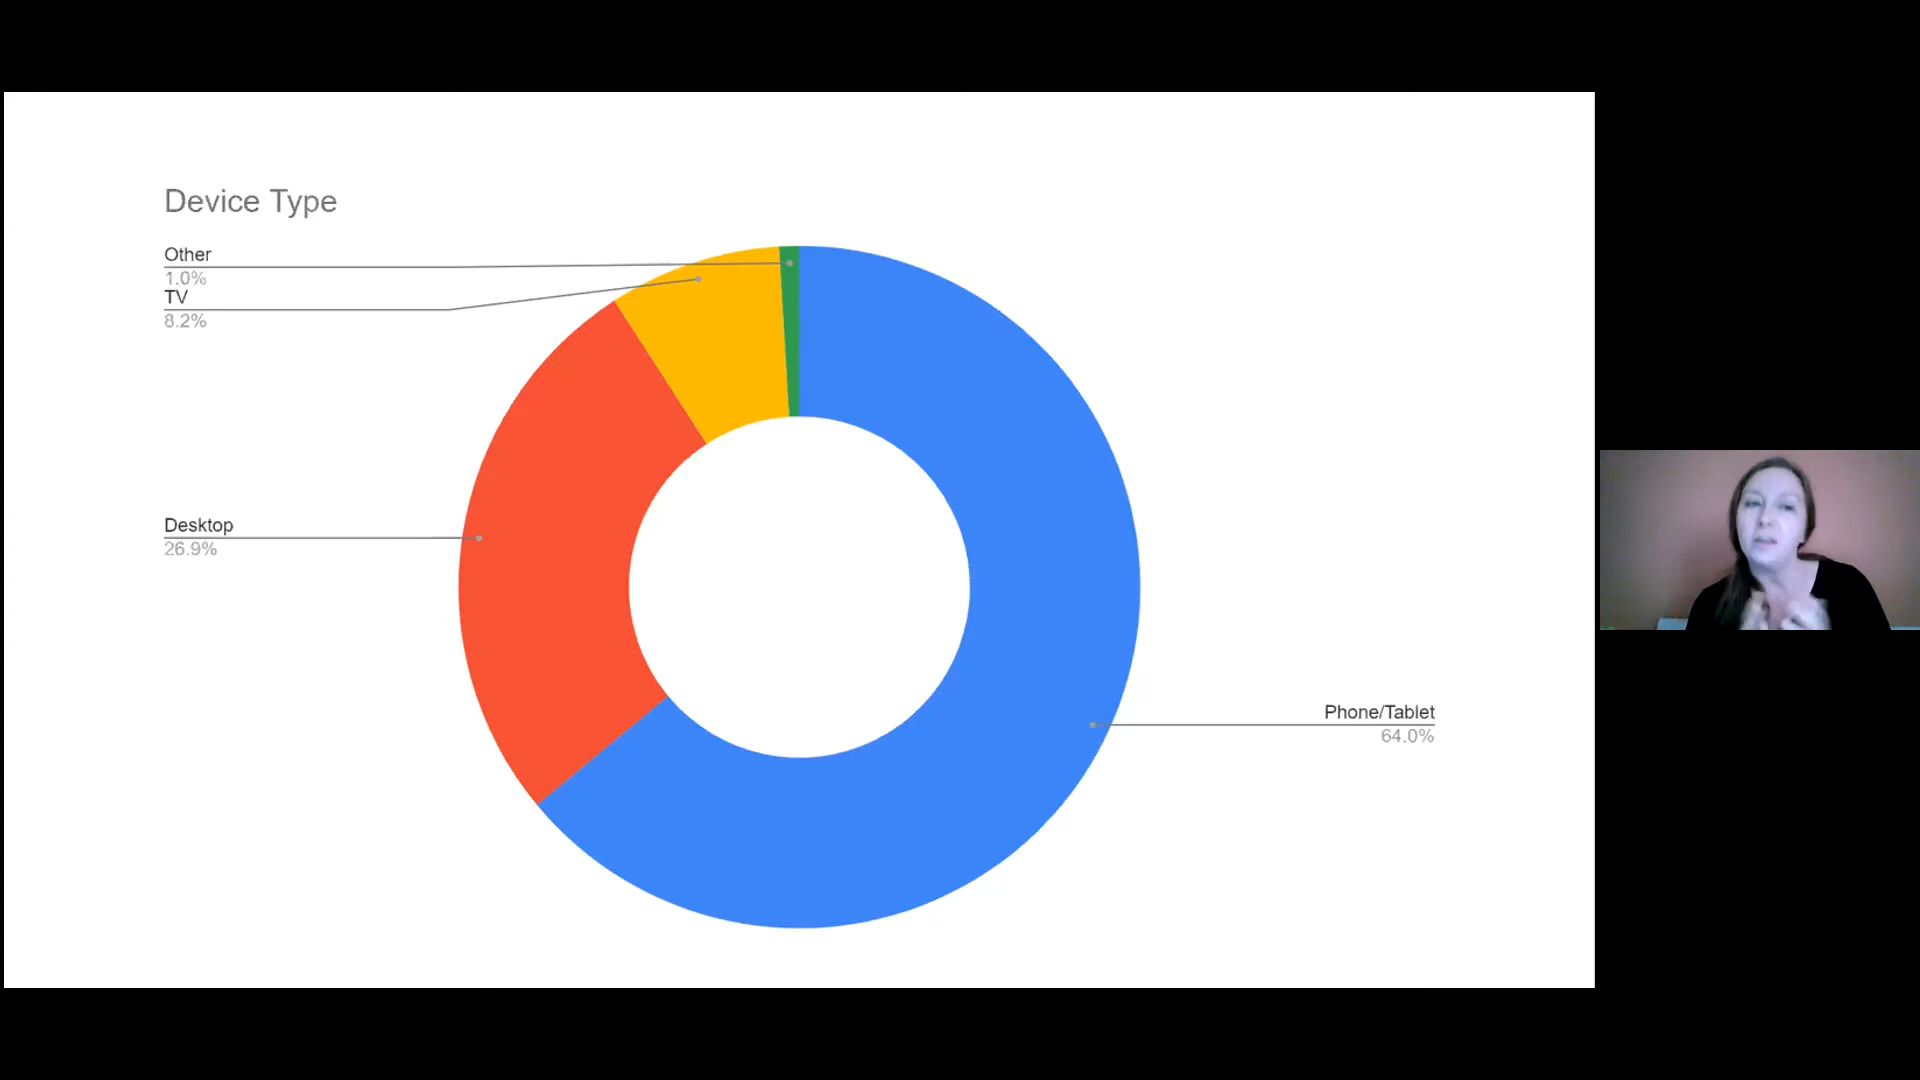 Device Type
Other
1.0%
TV
8.2%
Desktop
26.9%
Phone/Tablet
64.0%